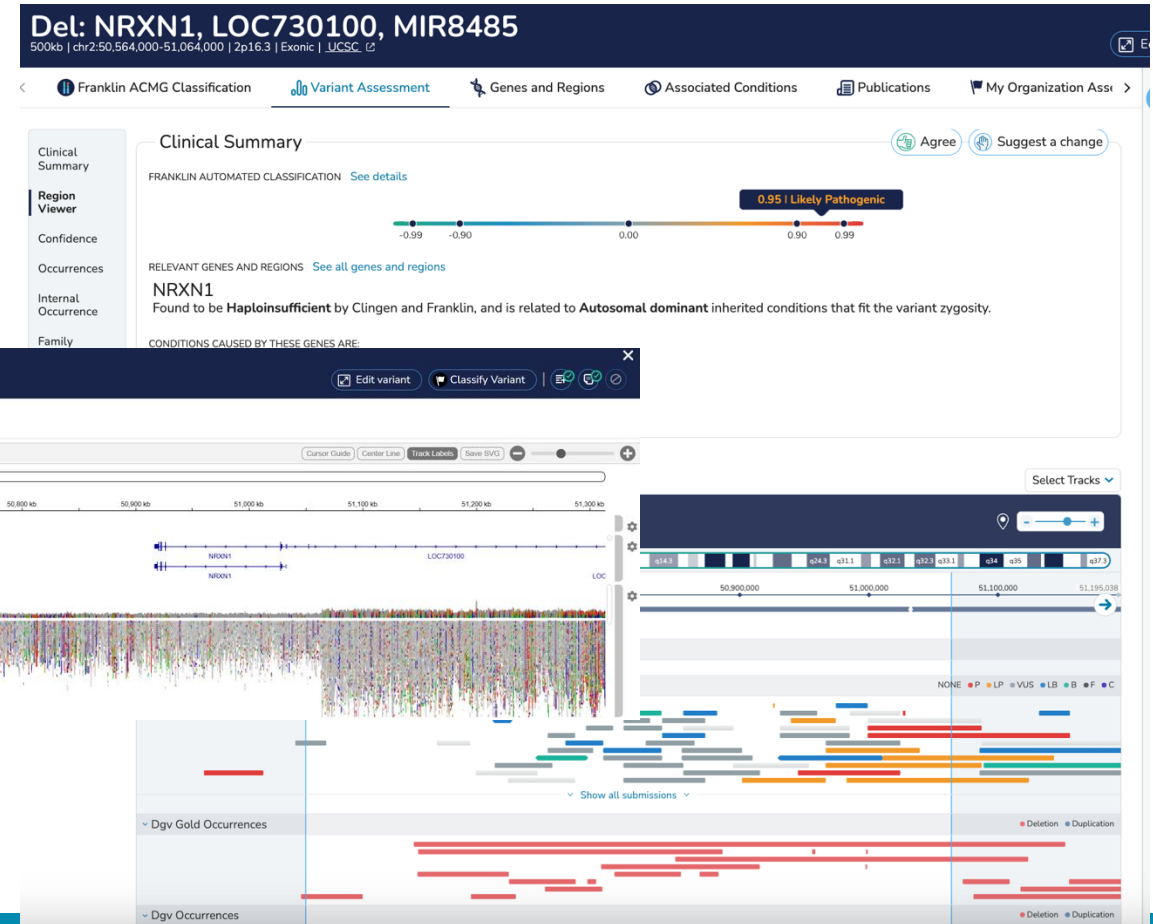 Del: NRXN1, LOC730100, MIR8485
500kb | chr2:50,564,000-51,064,000 | 2p16.3 | Exonic | UCSC
Franklin ACMG Classification
Variant Assessment
Genes and Regions
Associated Conditions
Publications
My Organization
Clinical Summary
Region Viewer
Confidence
Occurrences
Internal Occurrence
Family
Clinical Summary
Agree
Suggest a change
FRANKLIN AUTOMATED CLASSIFICATION See details
0.95 | Likely Pathogenic
-0.99 -0.90 0.00 0.90 0.99
RELEVANT GENES AND REGIONS See all genes and regions
NRXN1
Found to be Haploinsufficient by Clingen and Franklin, and is related to Autosomal dominant inherited conditions that fit the variant zygosity.
CONDITIONS CAUSED BY THESE GENES ARE:
Edit variant
Classify Variant
Cursor Guide Center Line Track Labels Save SVG
50,800 kb 50,900 kb 51,000 kb 51,100 kb 51,200 kb 51,300 kb
NRXN1 LOC730100
NRXN1
LOC
Select Tracks
q14.3 q24.3 q31.1 q32.1 q32.3 q33.1 q34 q35 q37.3
50,900,000 51,000,000 51,100,000 51,195,038
NONE P LP VUS LB B F C
Show all submissions
Dgv Gold Occurrences
Deletion Duplication
Dgv Occurrences
Deletion Duplication